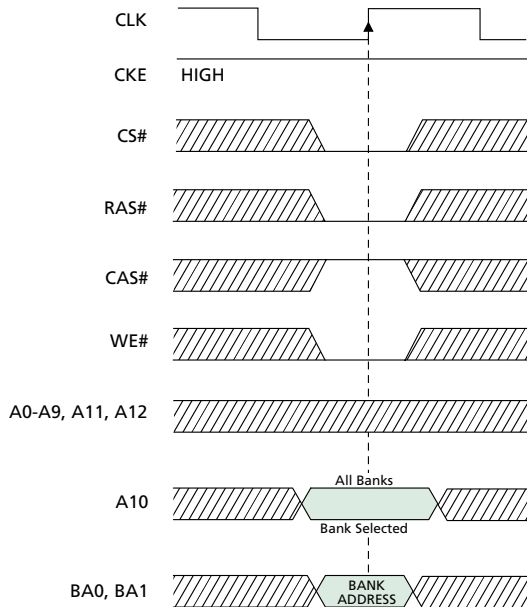 CLK
CKE HIGH
CS#
RAS#
CAS#
WE#
A0-A9, A11, A12
All Banks
A10
Bank Selected
BA0, BA1
BANK
ADDRESS